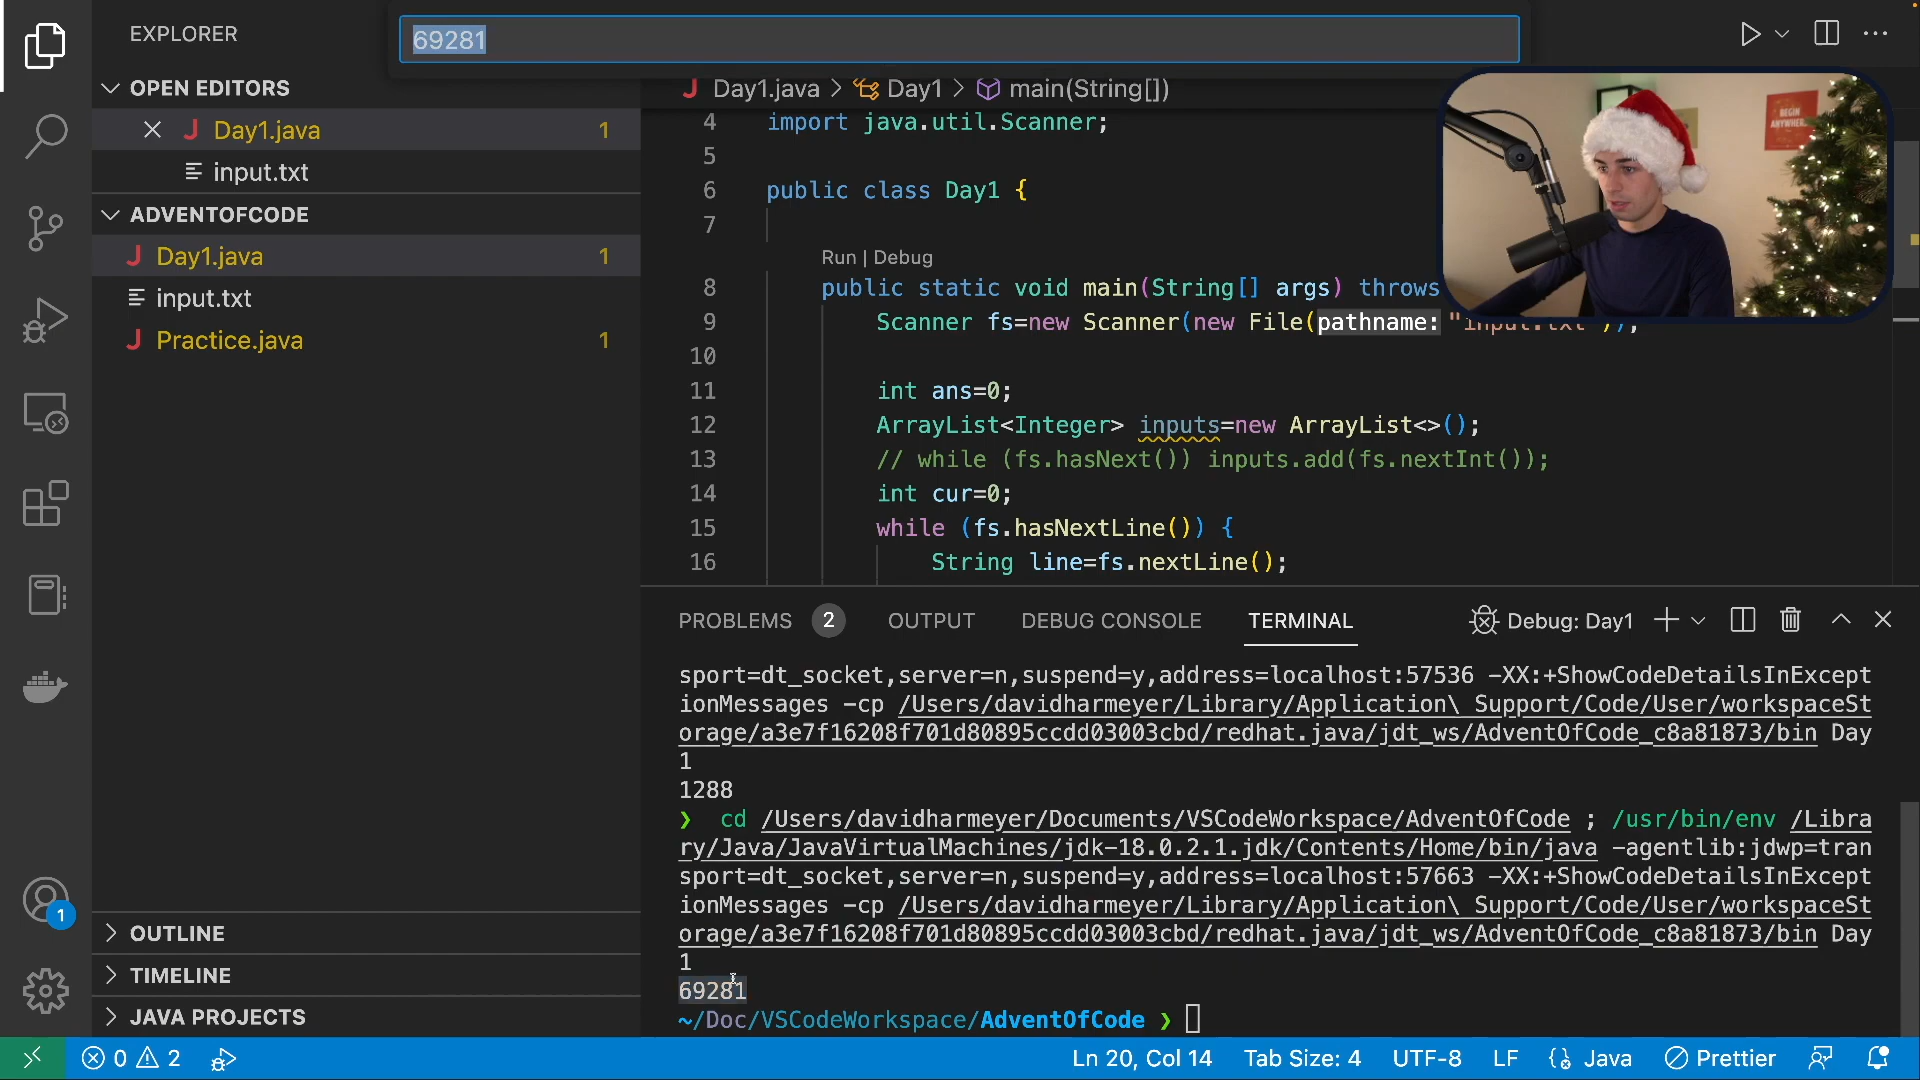 69281
EXPLORER
OPEN EDITORS
Day1.java 1
input.txt
ADVENTOFCODE
Day1.java 1
input.txt
Practice.java 1
OUTLINE
TIMELINE
JAVA PROJECTS
Day1.java > Day1 > main(String[])
4 import java.util.Scanner;
5
6 public class Day1 {
7
Run | Debug
8 public static void main(String[] args) throws
9 Scanner fs=new Scanner(new File(pathname: "input.txt"));
10
11 int ans=0;
12 ArrayList<Integer> inputs=new ArrayList<>();
13 // while (fs.hasNext()) inputs.add(fs.nextInt());
14 int cur=0;
15 while (fs.hasNextLine()) {
16 String line=fs.nextLine();
BEGIN
ANYWHERE.
PROBLEMS 2 OUTPUT DEBUG CONSOLE TERMINAL Debug: Day1
sport=dt_socket,server=n,suspend=y,address=localhost:57536 -XX:+ShowCodeDetailsInExcept
ionMessages -cp /Users/davidharmeyer/Library/Application\ Support/Code/User/workspaceSt
orage/a3e7f16208f701d80895ccdd03003cbd/redhat.java/jdt_ws/AdventOfCode_c8a81873/bin Day
1
1288
❯ cd /Users/davidharmeyer/Documents/VSCodeWorkspace/AdventOfCode ; /usr/bin/env /Libra
ry/Java/JavaVirtualMachines/jdk-18.0.2.1.jdk/Contents/Home/bin/java -agentlib:jdwp=tran
sport=dt_socket,server=n,suspend=y,address=localhost:57663 -XX:+ShowCodeDetailsInExcept
ionMessages -cp /Users/davidharmeyer/Library/Application\ Support/Code/User/workspaceSt
orage/a3e7f16208f701d80895ccdd03003cbd/redhat.java/jdt_ws/AdventOfCode_c8a81873/bin Day
1
69281
~/Doc/VSCodeWorkspace/AdventOfCode ❯
1
0 2 Ln 20, Col 14 Tab Size: 4 UTF-8 LF {} Java Prettier